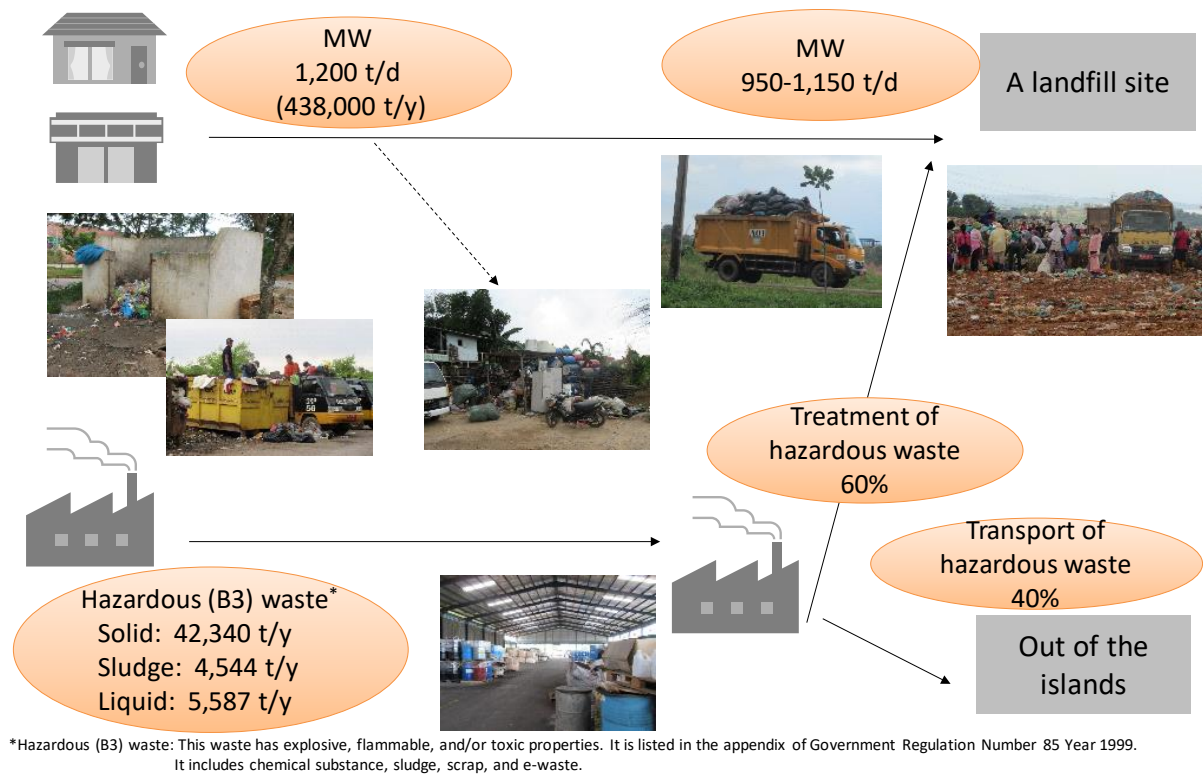 MW
1,200 t/d
(438,000 t/y)
MW
950-1,150 t/d
A landfill site
Treatment of
hazardous waste
60%
Transport of
hazardous waste
40%
Hazardous (B3) waste*
Solid: 42,340 t/y
Sludge: 4,544 t/y
Liquid: 5,587 t/y
Out of the
islands
*Hazardous (B3) waste: This waste has explosive, flammable, and/or toxic properties. It is listed in the appendix of Government Regulation Number 85 Year 1999.
It includes chemical substance, sludge, scrap, and e-waste.